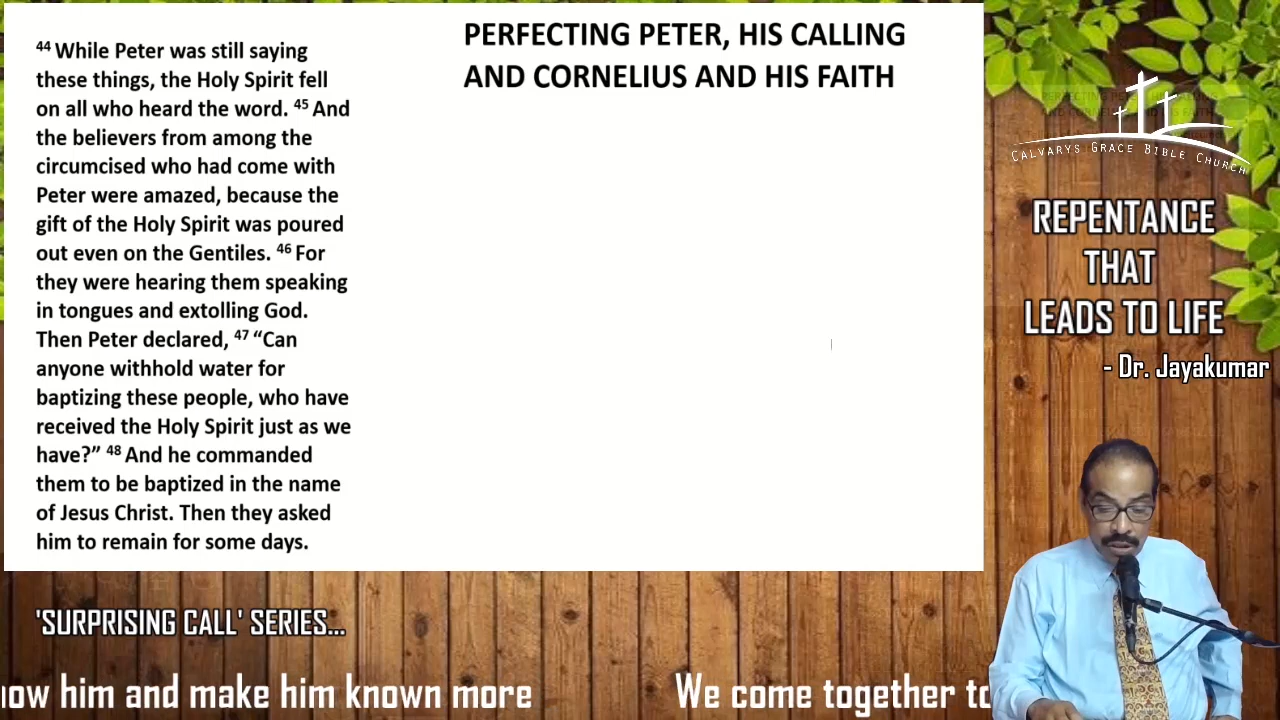 ⁴⁴ While Peter was still saying
these things, the Holy Spirit fell
on all who heard the word. ⁴⁵ And
the believers from among the
circumcised who had come with
Peter were amazed, because the
gift of the Holy Spirit was poured
out even on the Gentiles. ⁴⁶ For
they were hearing them speaking
in tongues and extolling God.
Then Peter declared, ⁴⁷ “Can
anyone withhold water for
baptizing these people, who have
received the Holy Spirit just as we
have?” ⁴⁸ And he commanded
them to be baptized in the name
of Jesus Christ. Then they asked
him to remain for some days.
PERFECTING PETER, HIS CALLING
AND CORNELIUS AND HIS FAITH
CALVARYS GRACE BIBLE CHURCH
REPENTANCE
THAT
LEADS TO LIFE
- Dr. Jayakumar
'SURPRISING CALL' SERIES...
him and make him known more We come together